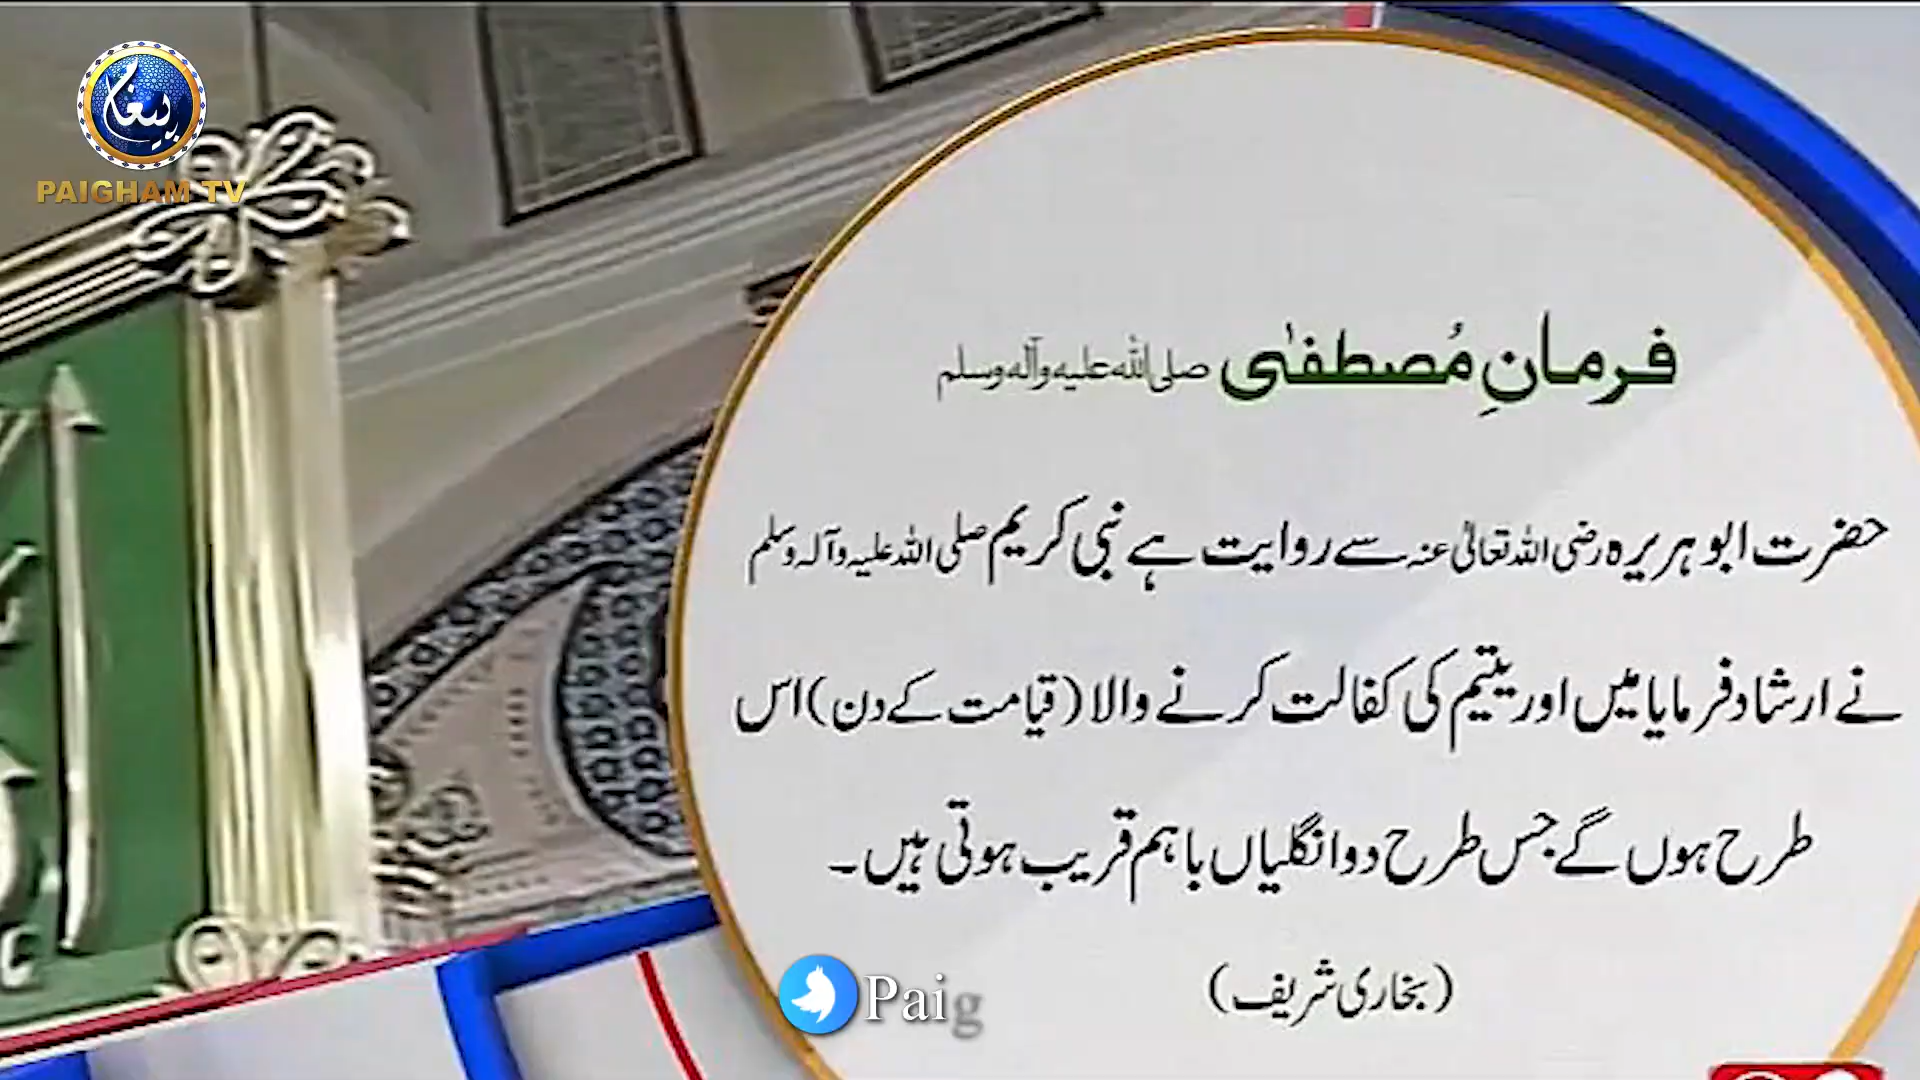 پیغام
PAIGHAM TV
فرمانِ مُصطفیٰ صلی اللہ علیہ وآلہ وسلم
حضرت ابو ہریرہ رضی اللہ تعالیٰ عنہ سے روایت ہے نبی کریم صلی اللہ علیہ وآلہ وسلم
نے ارشاد فرمایا میں اور یتیم کی کفالت کرنے والا (قیامت کے دن) اس
طرح ہوں گے جس طرح دو انگلیاں باہم قریب ہوتی ہیں۔
(بخاری شریف)
Paig